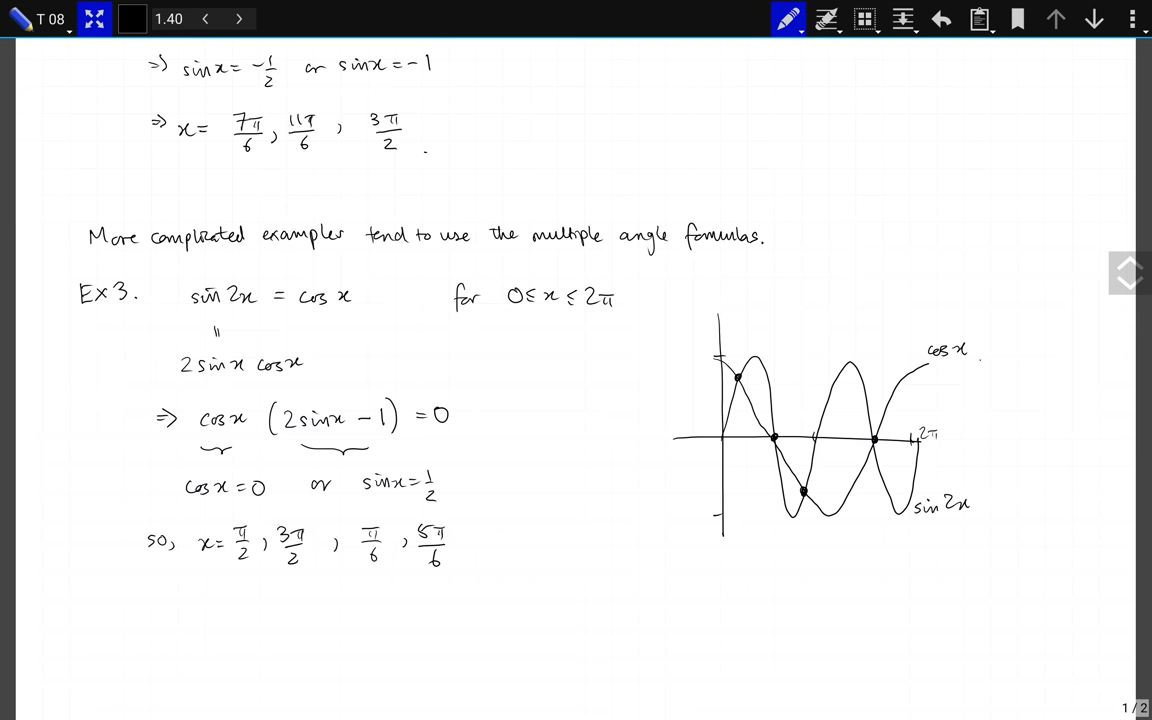 T 08 1.40
⇒ sin x = -1/2 or sin x = -1
⇒ x = 7π/6, 11π/6, 3π/2.
More complicated examples tend to use the multiple angle formulas.
Ex 3. sin 2x = cos x for 0 ≤ x ≤ 2π
=
2 sin x cos x
⇒ cos x (2 sin x - 1) = 0
cos x = 0 or sin x = 1/2
so, x = π/2, 3π/2, π/6, 5π/6
cos x.
2π
sin 2x
1 / 2